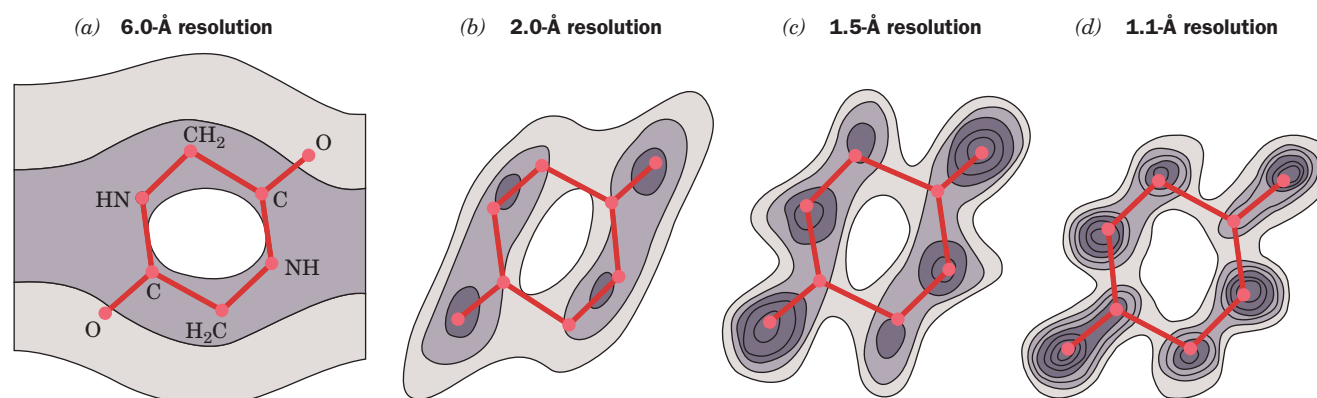 (a) 6.0-Å resolution
(b) 2.0-Å resolution
(c) 1.5-Å resolution
(d) 1.1-Å resolution
CH₂
O
HN
C
NH
C
O
H₂C